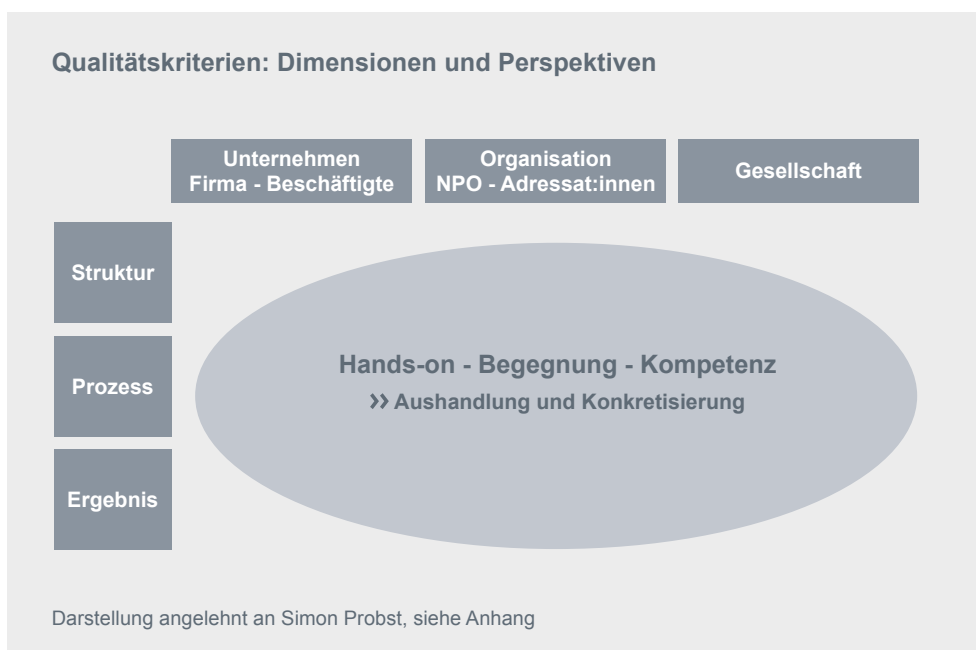 Qualitätskriterien: Dimensionen und Perspektiven
Unternehmen
Firma - Beschäftigte
Organisation
NPO - Adressat:innen
Gesellschaft
Struktur
Prozess
Ergebnis
Hands-on - Begegnung - Kompetenz
›› Aushandlung und Konkretisierung
Darstellung angelehnt an Simon Probst, siehe Anhang